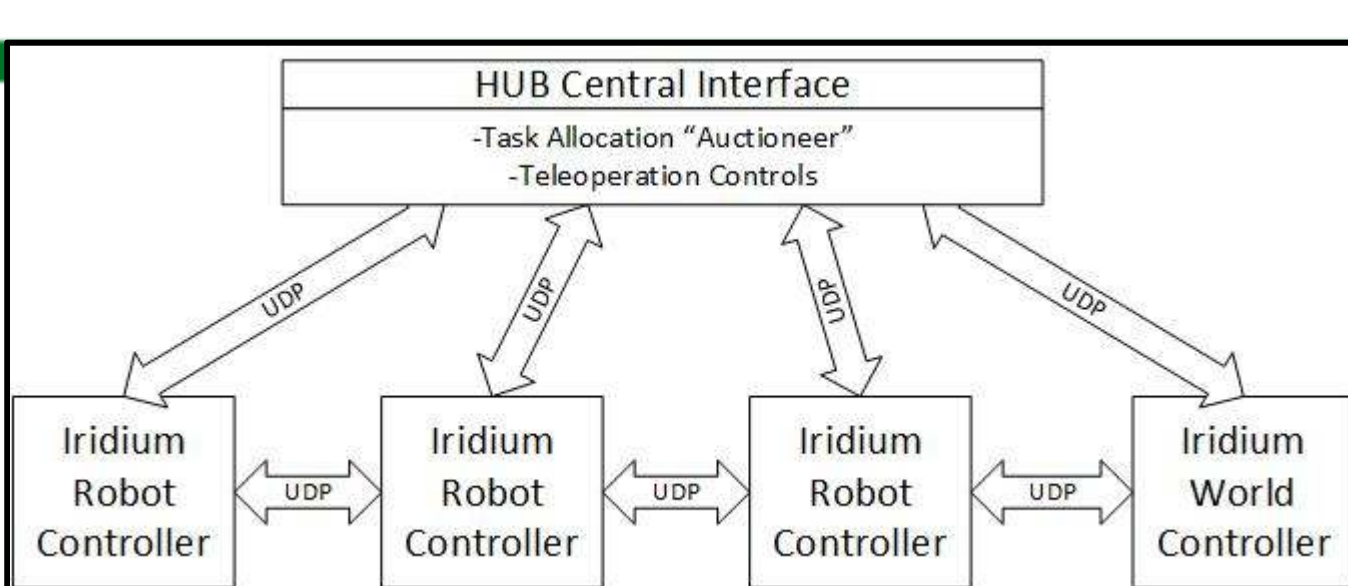 HUB Central Interface
-Task Allocation “Auctioneer”
-Teleoperation Controls
UDP
UDP
UDP
UDP
Iridium
Robot
Controller
UDP
Iridium
Robot
Controller
UDP
Iridium
Robot
Controller
UDP
Iridium
World
Controller